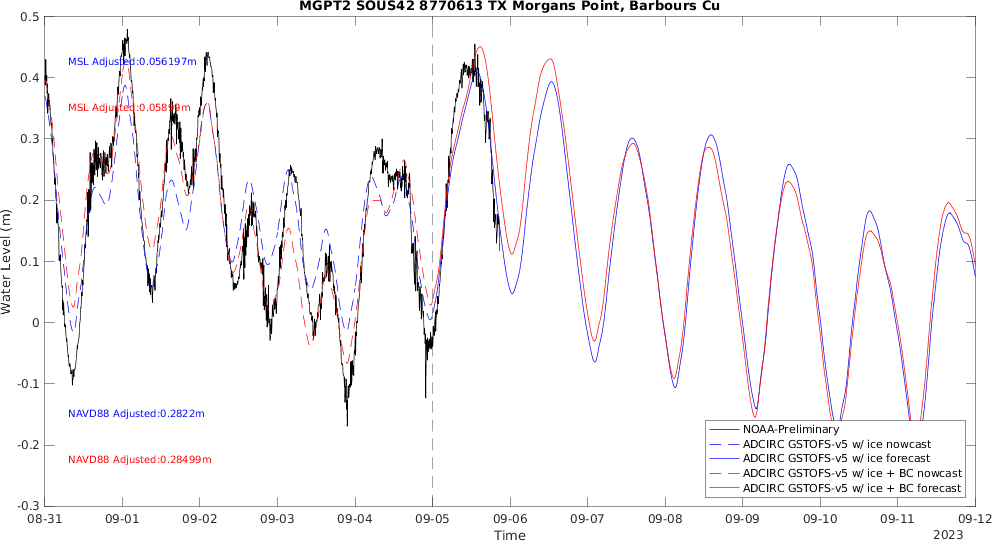 MGPT2 SOUS42 8770613 TX Morgans Point, Barbours Cu
0.5
0.4
0.3
0.2
0.1
0
-0.1
-0.2
-0.3
Water Level (m)
MSL Adjusted:0.056197m
MSL Adjusted:0.05899m
NAVD88 Adjusted:0.2822m
NAVD88 Adjusted:0.28499m
NOAA-Preliminary
ADCIRC GSTOFS-v5 w/ ice nowcast
ADCIRC GSTOFS-v5 w/ ice forecast
ADCIRC GSTOFS-v5 w/ ice + BC nowcast
ADCIRC GSTOFS-v5 w/ ice + BC forecast
08-31 09-01 09-02 09-03 09-04 09-05 09-06 09-07 09-08 09-09 09-10 09-11 09-12
Time
2023